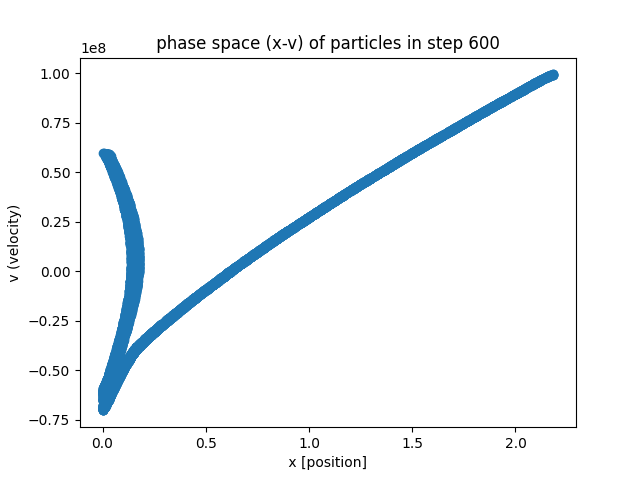 phase space (x-v) of particles in step 600
1e8
1.00
0.75
0.50
0.25
0.00
−0.25
−0.50
−0.75
v (velocity)
0.0 0.5 1.0 1.5 2.0
x [position]